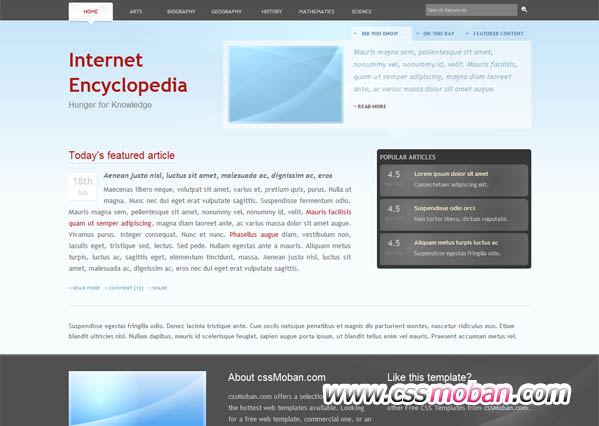 HOME ARTS BIOGRAPHY GEOGRAPHY HISTORY MATHEMATICS SCIENCE Search Keywords
DID YOU KNOW... ON THIS DAY FEATURED CONTENT
Internet
Encyclopedia
Hunger for Knowledge
Mauris magna sem, pellentesque sit amet,
nonummy vel, nonummy id, velit. Mauris facilisis,
quam ut semper adipiscing, magna diam laoreet
ante, ac varius massa dolor sit amet augue.
READ MORE
Today's featured article
18th
July
Aenean justo nisl, luctus sit amet, malesuada ac, dignissim ac, eros
Maecenas libero neque, volutpat sit amet, varius et, pretium quis, purus. Nulla ut
magna. Nunc nec dui eget erat vulputate sagittis. Suspendisse fermentum odio.
Mauris magna sem, pellentesque sit amet, nonummy vel, nonummy id, velit. Mauris facilisis
quam ut semper adipiscing, magna diam laoreet ante, ac varius massa dolor sit amet augue.
Vivamus purus. Integer consequat. Nunc et nunc. Phasellus augue diam, vestibulum non,
iaculis eget, tristique sed, lectus. Sed pede. Nullam egestas ante a mauris. Aliquam metus
turpis, luctus ac, sagittis eget, elementum tincidunt, massa. Aenean justo nisl, luctus sit
amet, malesuada ac, dignissim ac, eros nec dui eget erat vulputate sagittis.
READ MORE COMMENT [12] SHARE
POPULAR ARTICLES
4.5 Lorem ipsum dolor sit amet
Consectetuer adipiscing elit.
4.5 Suspendisse odio orci
Nam tortor libero, dictum vulputate.
4.5 Aliquam metus turpis luctus ac
Suspendisse egestas fringilla odio.
Suspendisse egestas fringilla odio. Donec lacinia tristique ante. Cum sociis natoque penatibus et magnis dis parturient montes, nascetur ridiculus mus. Etiam
blandit ultricies nisl. Nullam dapibus, mauris id scelerisque feugiat, sapien augue porta ipsum, ut blandit tellus enim vel mauris. Praesent accumsan metus vel.
About cssMoban.com
cssMoban.com offers a selection
the hottest web templates available. Looking
for a free web template, commercial one, or an
Like this template?
other Free CSS Templates from cssMoban.com.
www.cssmoban.com